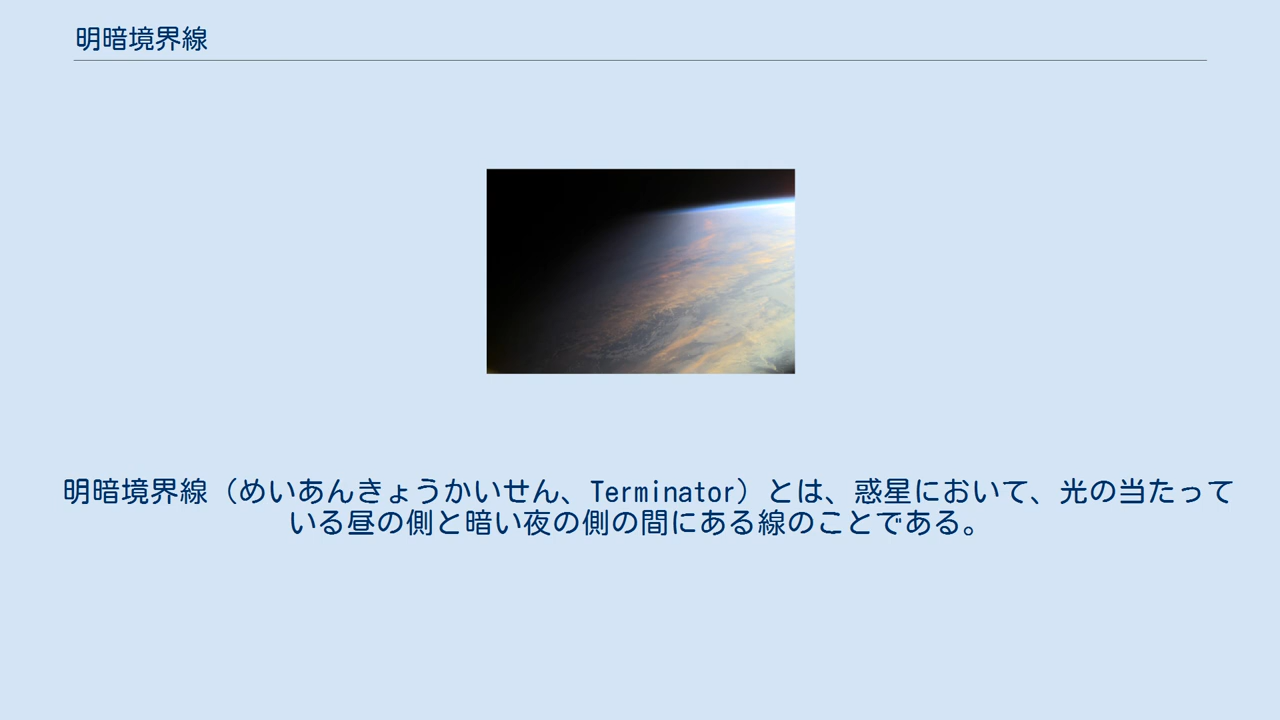 明暗境界線
明暗境界線（めいあんきょうかいせん、Terminator）とは、惑星において、光の当たって
いる昼の側と暗い夜の側の間にある線のことである。